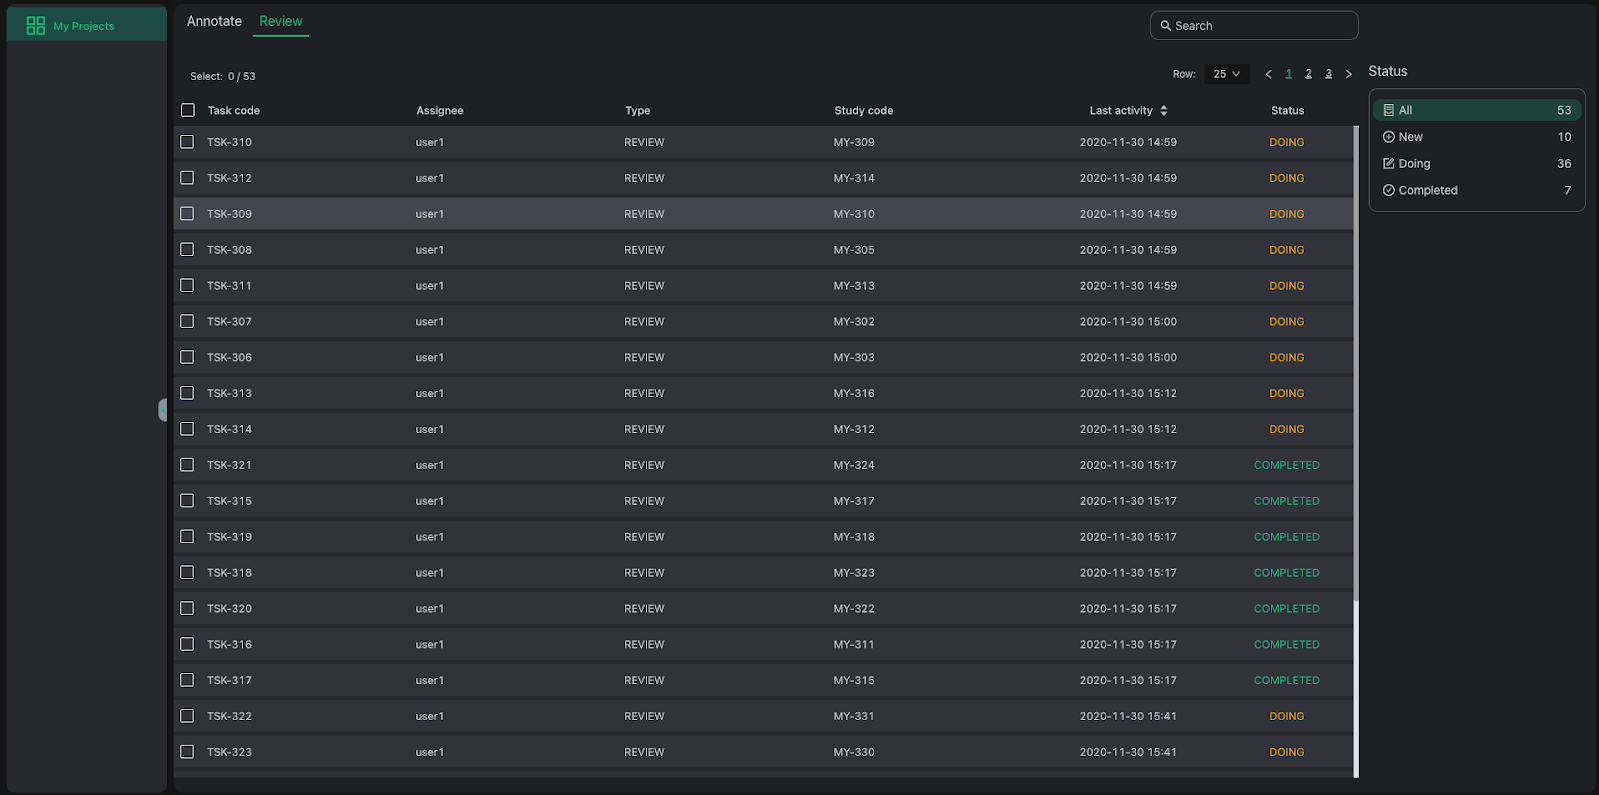 My Projects
Annotate Review
Search
Select: 0 / 53
Row: 25 < 1 2 3 >
Status
Task code Assignee Type Study code Last activity Status
All 53
New 10
Doing 36
Completed 7
TSK-310 user1 REVIEW MY-309 2020-11-30 14:59 DOING
TSK-312 user1 REVIEW MY-314 2020-11-30 14:59 DOING
TSK-309 user1 REVIEW MY-310 2020-11-30 14:59 DOING
TSK-308 user1 REVIEW MY-305 2020-11-30 14:59 DOING
TSK-311 user1 REVIEW MY-313 2020-11-30 14:59 DOING
TSK-307 user1 REVIEW MY-302 2020-11-30 15:00 DOING
TSK-306 user1 REVIEW MY-303 2020-11-30 15:00 DOING
TSK-313 user1 REVIEW MY-316 2020-11-30 15:12 DOING
TSK-314 user1 REVIEW MY-312 2020-11-30 15:12 DOING
TSK-321 user1 REVIEW MY-324 2020-11-30 15:17 COMPLETED
TSK-315 user1 REVIEW MY-317 2020-11-30 15:17 COMPLETED
TSK-319 user1 REVIEW MY-318 2020-11-30 15:17 COMPLETED
TSK-318 user1 REVIEW MY-323 2020-11-30 15:17 COMPLETED
TSK-320 user1 REVIEW MY-322 2020-11-30 15:17 COMPLETED
TSK-316 user1 REVIEW MY-311 2020-11-30 15:17 COMPLETED
TSK-317 user1 REVIEW MY-315 2020-11-30 15:17 COMPLETED
TSK-322 user1 REVIEW MY-331 2020-11-30 15:41 DOING
TSK-323 user1 REVIEW MY-330 2020-11-30 15:41 DOING